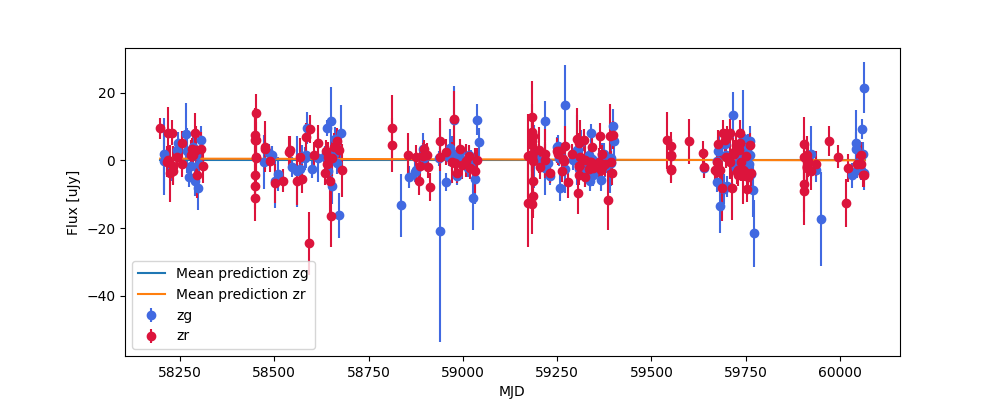 20
0
−20
−40
Flux [uJy]
Mean prediction zg
Mean prediction zr
zg
zr
58250
58500
58750
59000
59250
59500
59750
60000
MJD